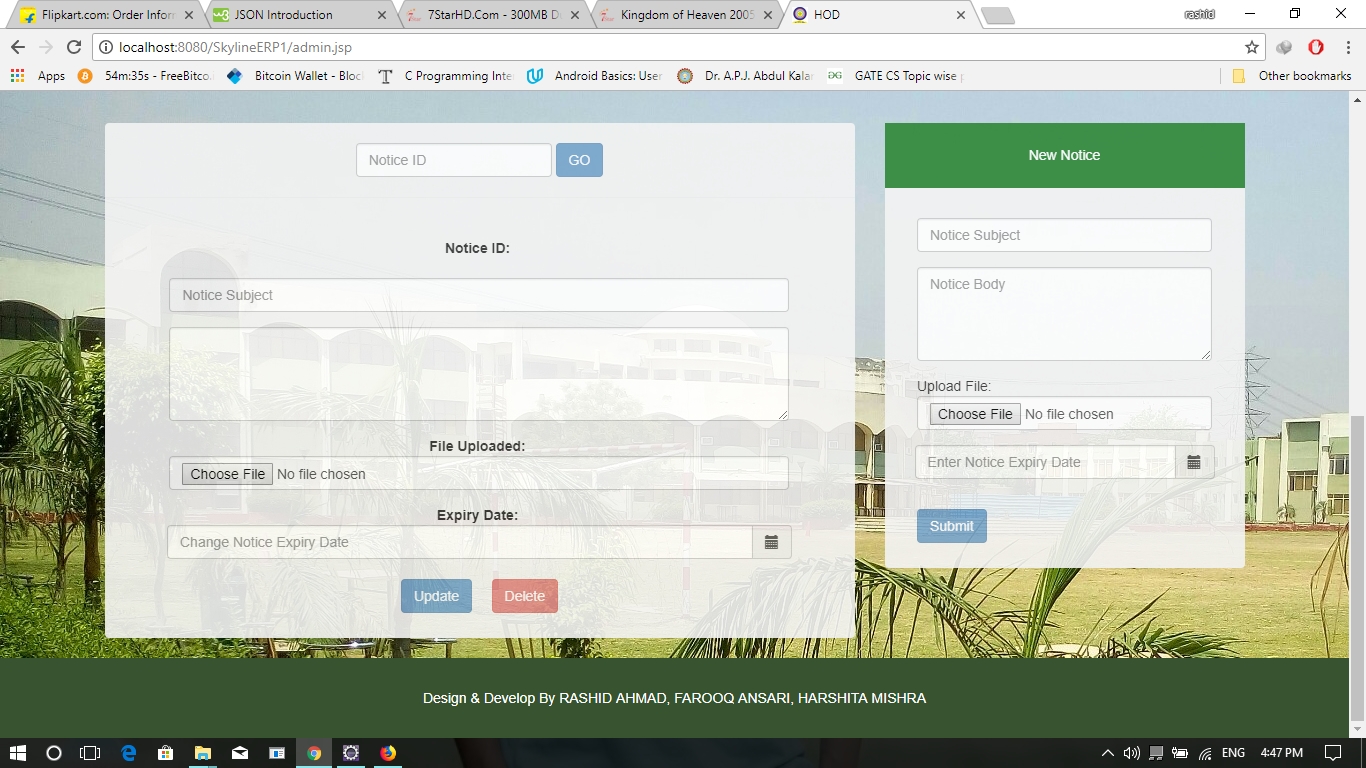 Flipkart.com: Order Inform
JSON Introduction
7StarHD.Com - 300MB D
Kingdom of Heaven 2005
HOD
rashid
localhost:8080/SkylineERP1/admin.jsp
Apps
54m:35s - FreeBitco.
Bitcoin Wallet - Bloc
C Programming Inte
Android Basics: User
Dr. A.P.J. Abdul Kala
GATE CS Topic wise
Other bookmarks
Notice ID
GO
Notice ID:
Notice Subject
File Uploaded:
Choose File No file chosen
Expiry Date:
Change Notice Expiry Date
Update
Delete
New Notice
Notice Subject
Notice Body
Upload File:
Choose File No file chosen
Enter Notice Expiry Date
Submit
Design & Develop By RASHID AHMAD, FAROOQ ANSARI, HARSHITA MISHRA
ENG
4:47 PM